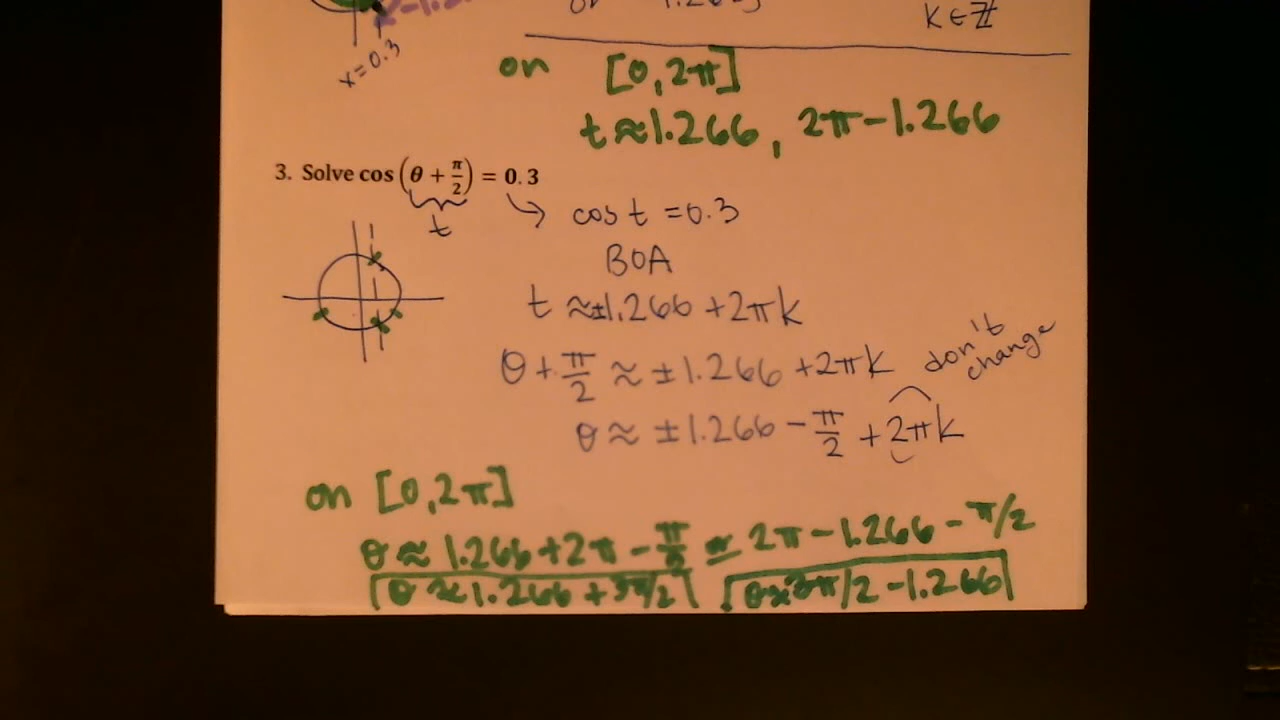 K ∈ ℤ
x=0.3
on [0,2π]
t≈1.266, 2π-1.266
3. Solve cos(θ + π/2) = 0.3
t
cos t = 0.3
BOA
t ≈±1.266 +2πk
θ + π/2 ≈ ±1.266 +2πk
don't change
θ ≈ ±1.266 - π/2 + 2πk
on [0,2π]
θ ≈ 1.266+2π - π/2 or 2π-1.266-π/2
θ ≈ 1.266 + 3π/2
θ≈3π/2 -1.266